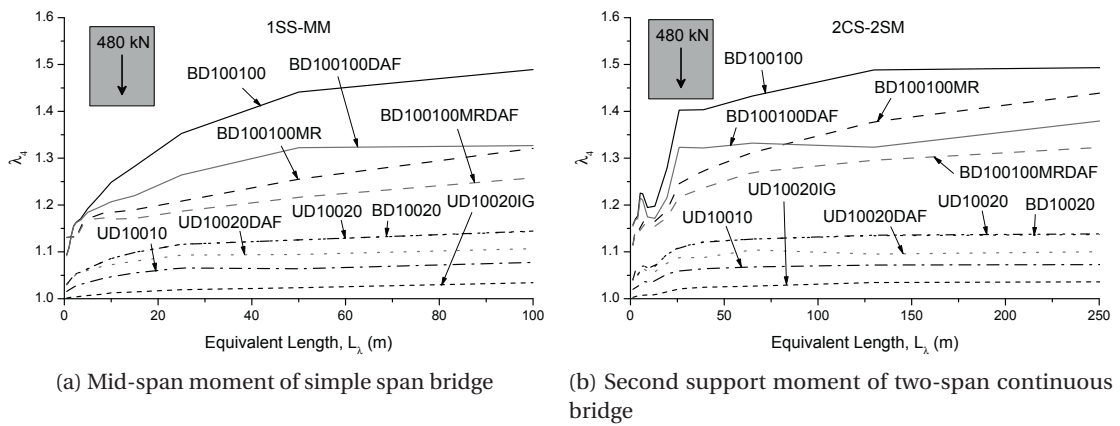 1SS-MM
480 kN
BD100100
BD100100DAF
BD100100MR
BD100100MRDAF
UD10020IG
UD10020
BD10020
UD10020DAF
UD10010
λ4
1.0
1.1
1.2
1.3
1.4
1.5
1.6
0 20 40 60 80 100
Equivalent Length, Lλ (m)
(a) Mid-span moment of simple span bridge
2CS-2SM
480 kN
BD100100
BD100100MR
BD100100DAF
BD100100MRDAF
UD10020IG
UD10020
BD10020
UD10020DAF
UD10010
λ4
1.0
1.1
1.2
1.3
1.4
1.5
1.6
0 50 100 150 200 250
Equivalent Length, Lλ (m)
(b) Second support moment of two-span continuous
bridge